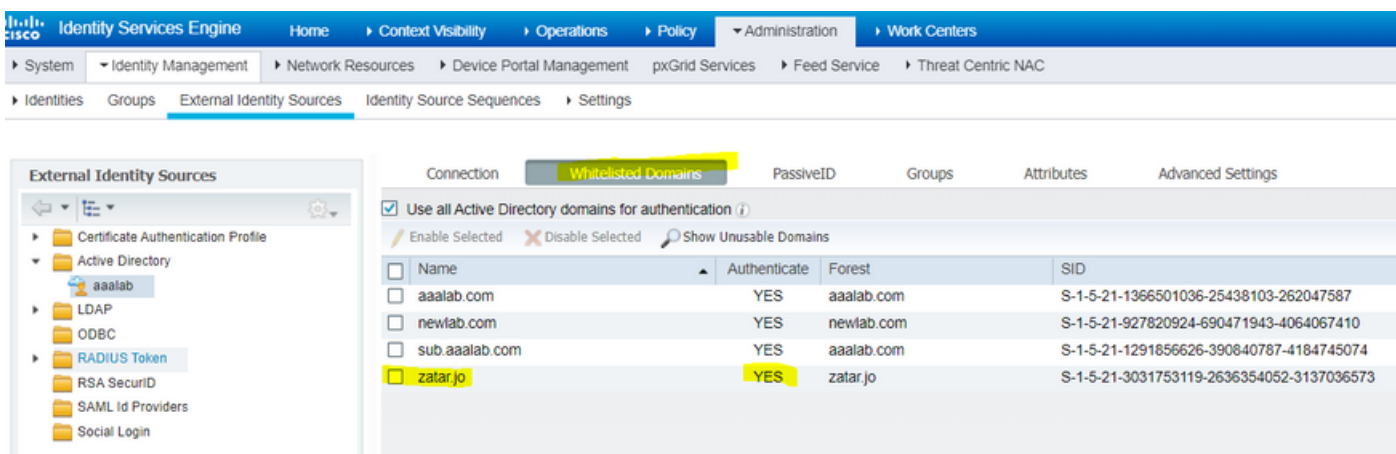 cisco Identity Services Engine Home Context Visibility Operations Policy Administration Work Centers
System Identity Management Network Resources Device Portal Management pxGrid Services Feed Service Threat Centric NAC
Identities Groups External Identity Sources Identity Source Sequences Settings
External Identity Sources
Certificate Authentication Profile
Active Directory
aaalab
LDAP
ODBC
RADIUS Token
RSA SecurID
SAML Id Providers
Social Login
Connection Whitelisted Domains PassiveID Groups Attributes Advanced Settings
Use all Active Directory domains for authentication i
Enable Selected Disable Selected Show Unusable Domains
Name Authenticate Forest SID
aaalab.com YES aaalab.com S-1-5-21-1366501036-25438103-262047587
newlab.com YES newlab.com S-1-5-21-927820924-690471943-4064067410
sub.aaalab.com YES aaalab.com S-1-5-21-1291856626-390840787-4184745074
zatar.jo YES zatar.jo S-1-5-21-3031753119-2636354052-3137036573